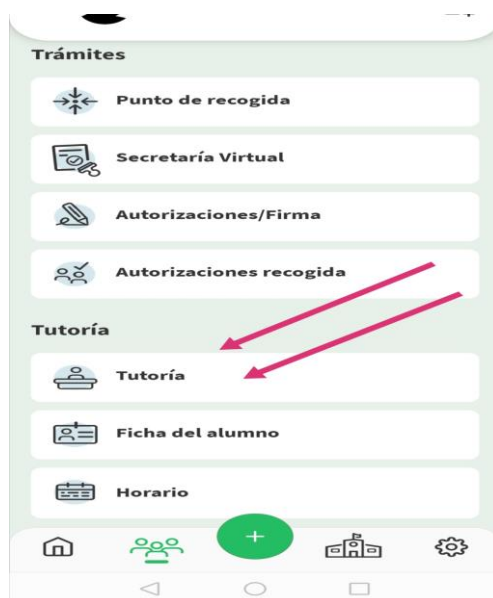 Trámites
Punto de recogida
Secretaría Virtual
Autorizaciones/Firma
Autorizaciones recogida
Tutoría
Tutoría
Ficha del alumno
Horario